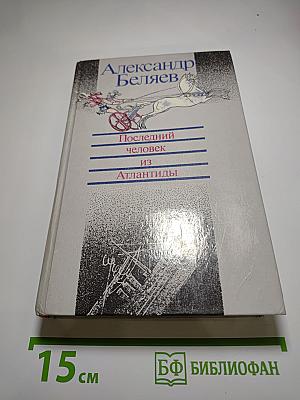 Александр
Беляев
Последний
человек
из
Атлантиды
15 см
БФ БИБЛИОФАН